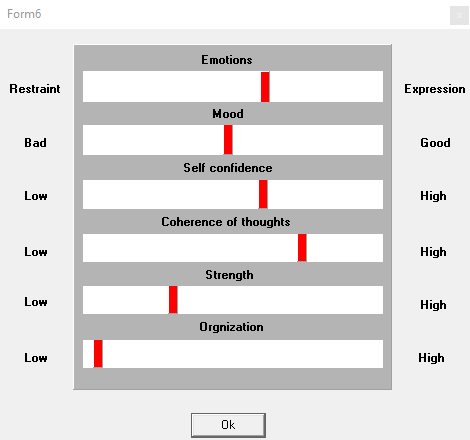 Form6
Emotions
Restraint Expression
Mood
Bad Good
Self confidence
Low High
Coherence of thoughts
Low High
Strength
Low High
Orgnization
Low High
Ok